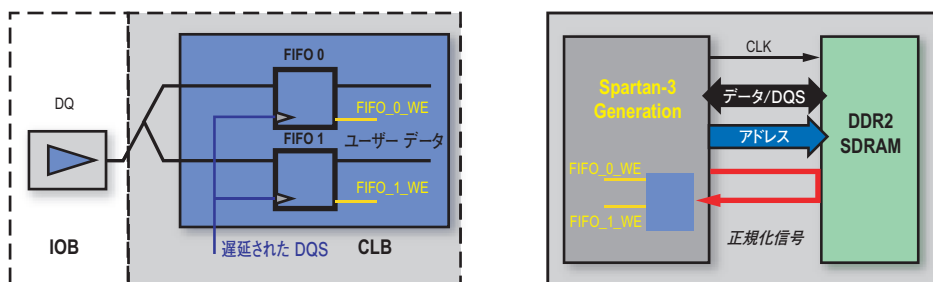 DQ
IOB
FIFO 0
FIFO_0_WE
FIFO 1
ユーザー データ
FIFO_1_WE
遅延された DQS
CLB
Spartan-3
Generation
FIFO_0_WE
FIFO_1_WE
CLK
データ/DQS
アドレス
正規化信号
DDR2
SDRAM